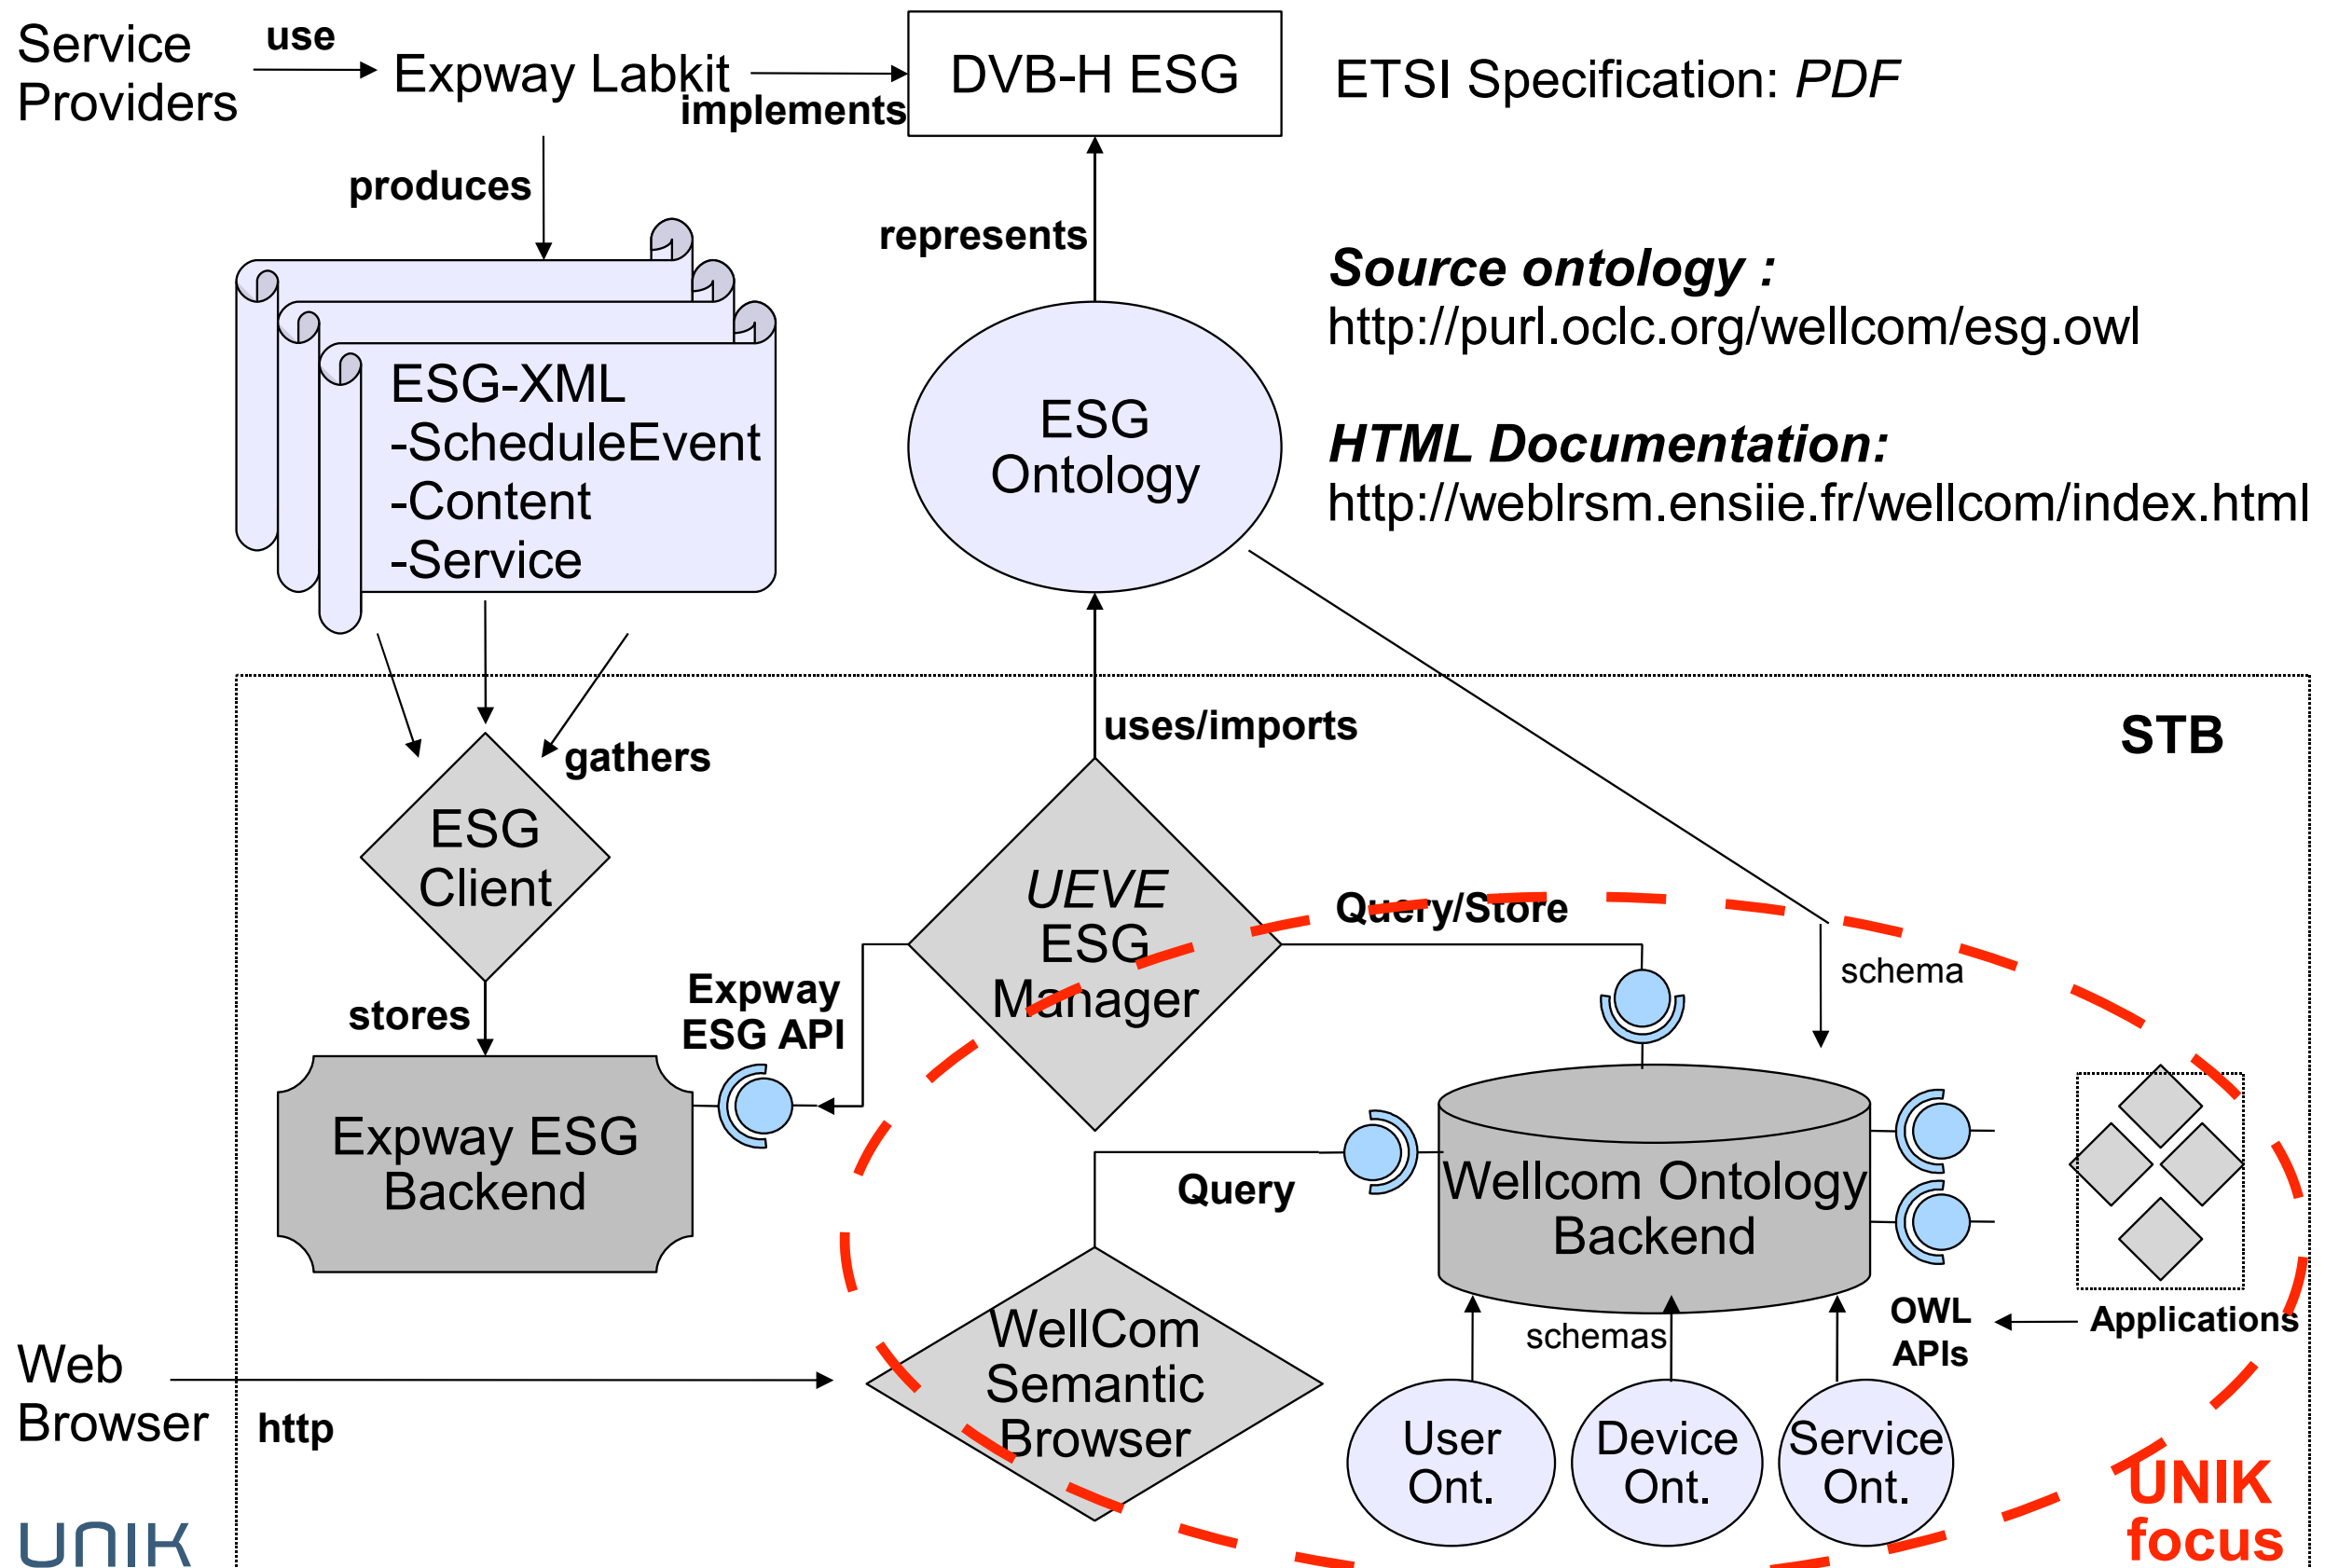 Service
Providers
use
Expway Labkit
implements
DVB-H ESG
ETSI Specification: PDF
produces
represents
Source ontology :
http://purl.oclc.org/wellcom/esg.owl
HTML Documentation:
http://weblrsm.ensiie.fr/wellcom/index.html
ESG-XML
-ScheduleEvent
-Content
-Service
ESG
Ontology
gathers
uses/imports
STB
ESG
Client
UEVE
ESG
Manager
Query/Store
schema
stores
Expway
ESG API
Expway ESG
Backend
Query
Wellcom Ontology
Backend
schemas
OWL
APIs
Applications
Web
Browser
http
WellCom
Semantic
Browser
User
Ont.
Device
Ont.
Service
Ont.
UNIK
focus
UNIK